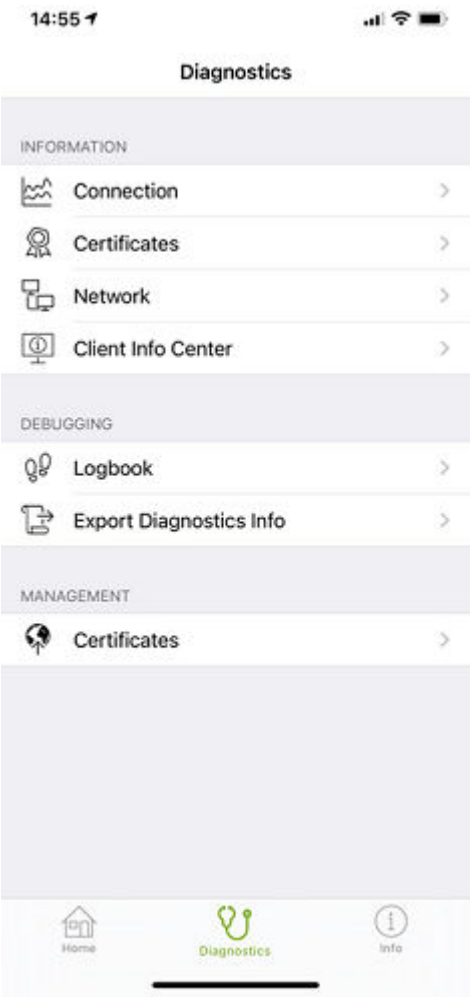 14:55
Diagnostics
INFORMATION
Connection
Certificates
Network
Client Info Center
DEBUGGING
Logbook
Export Diagnostics Info
MANAGEMENT
Certificates
Home
Diagnostics
Info